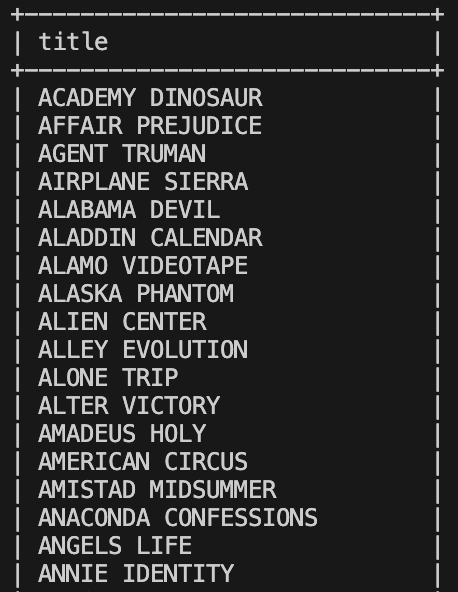 +-----------------------------+
| title                       |
+-----------------------------+
| ACADEMY DINOSAUR            |
| AFFAIR PREJUDICE            |
| AGENT TRUMAN                |
| AIRPLANE SIERRA             |
| ALABAMA DEVIL               |
| ALADDIN CALENDAR            |
| ALAMO VIDEOTAPE             |
| ALASKA PHANTOM              |
| ALIEN CENTER                |
| ALLEY EVOLUTION             |
| ALONE TRIP                  |
| ALTER VICTORY               |
| AMADEUS HOLY                |
| AMERICAN CIRCUS             |
| AMISTAD MIDSUMMER           |
| ANACONDA CONFESSIONS        |
| ANGELS LIFE                 |
| ANNIE IDENTITY              |